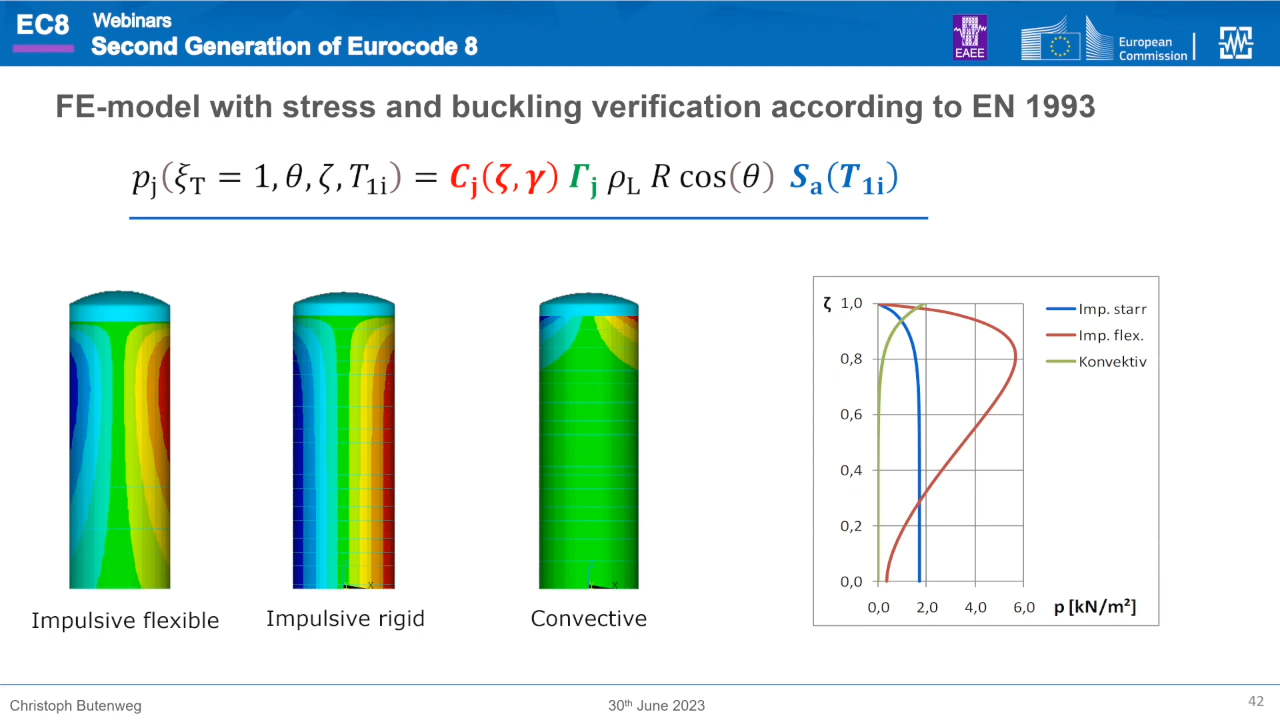 EC8
Webinars
Second Generation of Eurocode 8
EAEE
European
Commission
FE-model with stress and buckling verification according to EN 1993
pⱼ(ξ_T = 1, θ, ζ, T₁ᵢ) = Cⱼ(ζ, γ) Γⱼ ρ_L R cos(θ) Sₐ(T₁ᵢ)
Impulsive flexible
X
Impulsive rigid
X
Convective
ζ 1,0
0,8
0,6
0,4
0,2
0,0
0,0 2,0 4,0 6,0 p [kN/m²]
Imp. starr
Imp. flex.
Konvektiv
Christoph Butenweg
30th June 2023
42